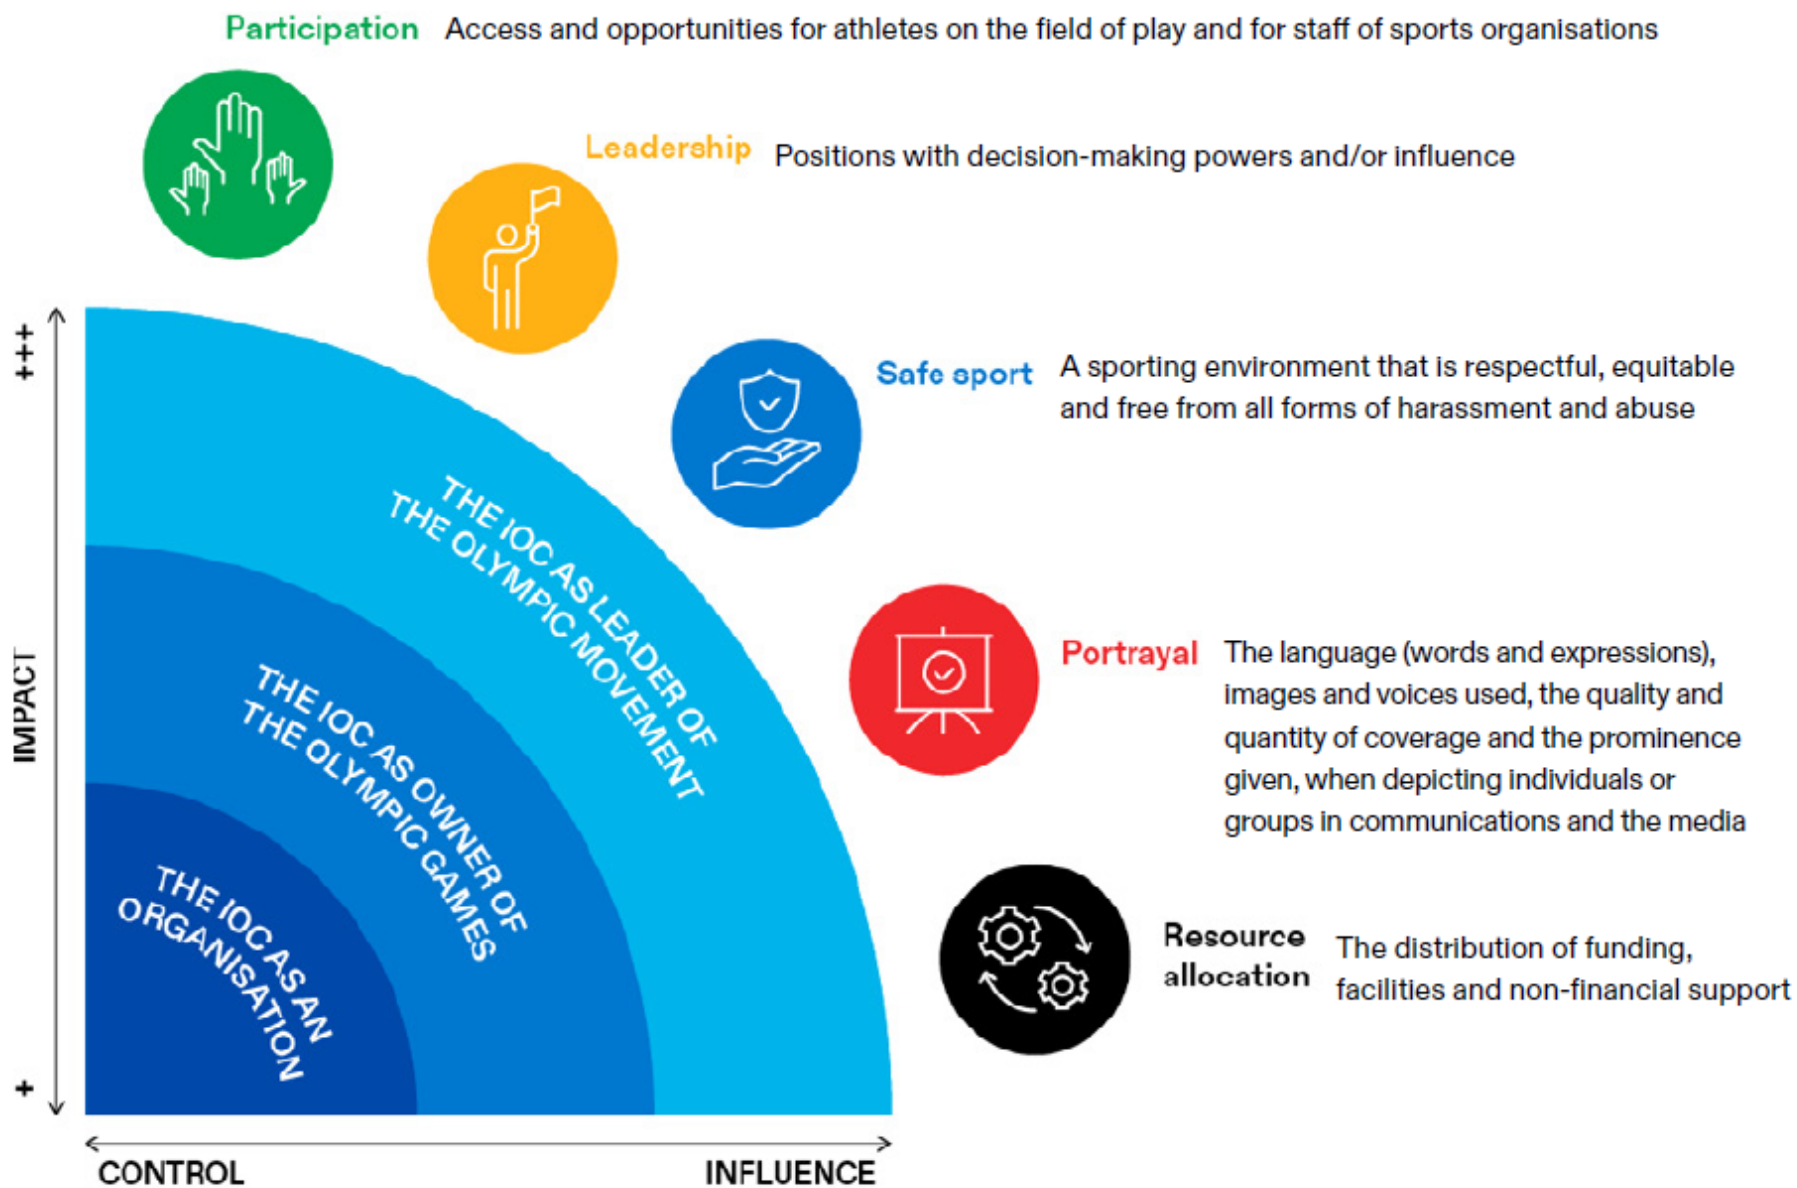 Participation Access and opportunities for athletes on the field of play and for staff of sports organisations
Leadership Positions with decision-making powers and/or influence
Safe sport A sporting environment that is respectful, equitable
and free from all forms of harassment and abuse
Portrayal The language (words and expressions),
images and voices used, the quality and
quantity of coverage and the prominence
given, when depicting individuals or
groups in communications and the media
Resource
allocation
The distribution of funding,
facilities and non-financial support
THE IOC AS LEADER OF
THE OLYMPIC MOVEMENT
THE IOC AS OWNER OF
THE OLYMPIC GAMES
THE IOC AS AN
ORGANISATION
+++
IMPACT
+
CONTROL
INFLUENCE